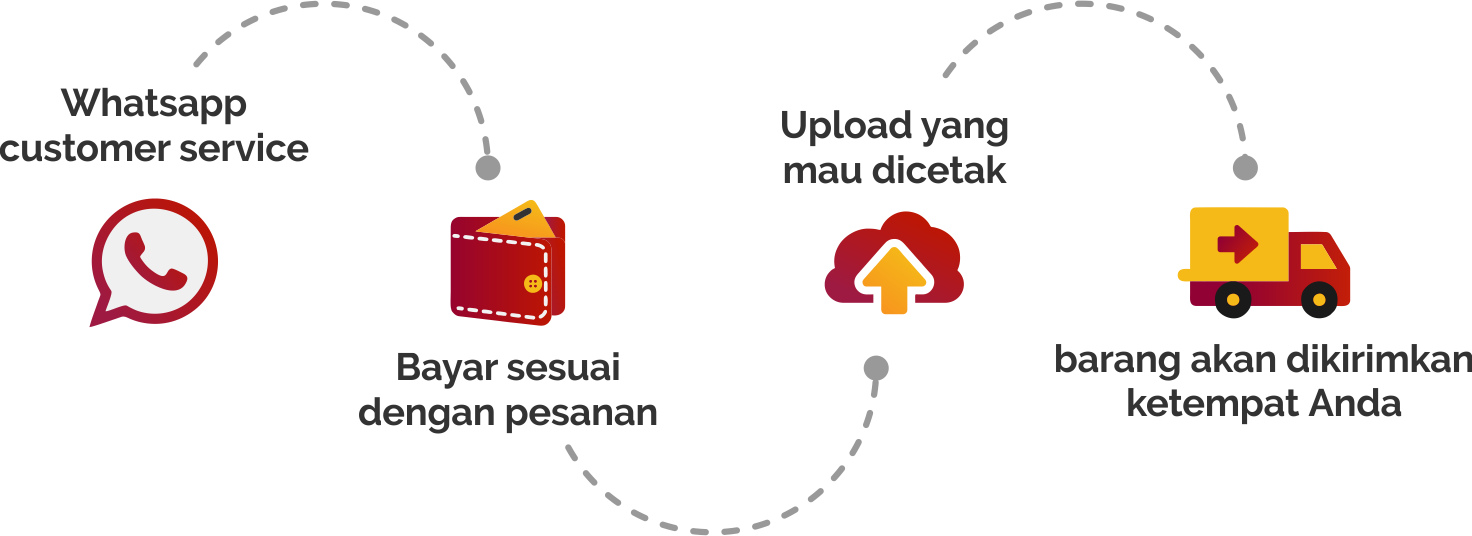 Whatsapp
customer service
Bayar sesuai
dengan pesanan
Upload yang
mau dicetak
barang akan dikirimkan
ketempat Anda